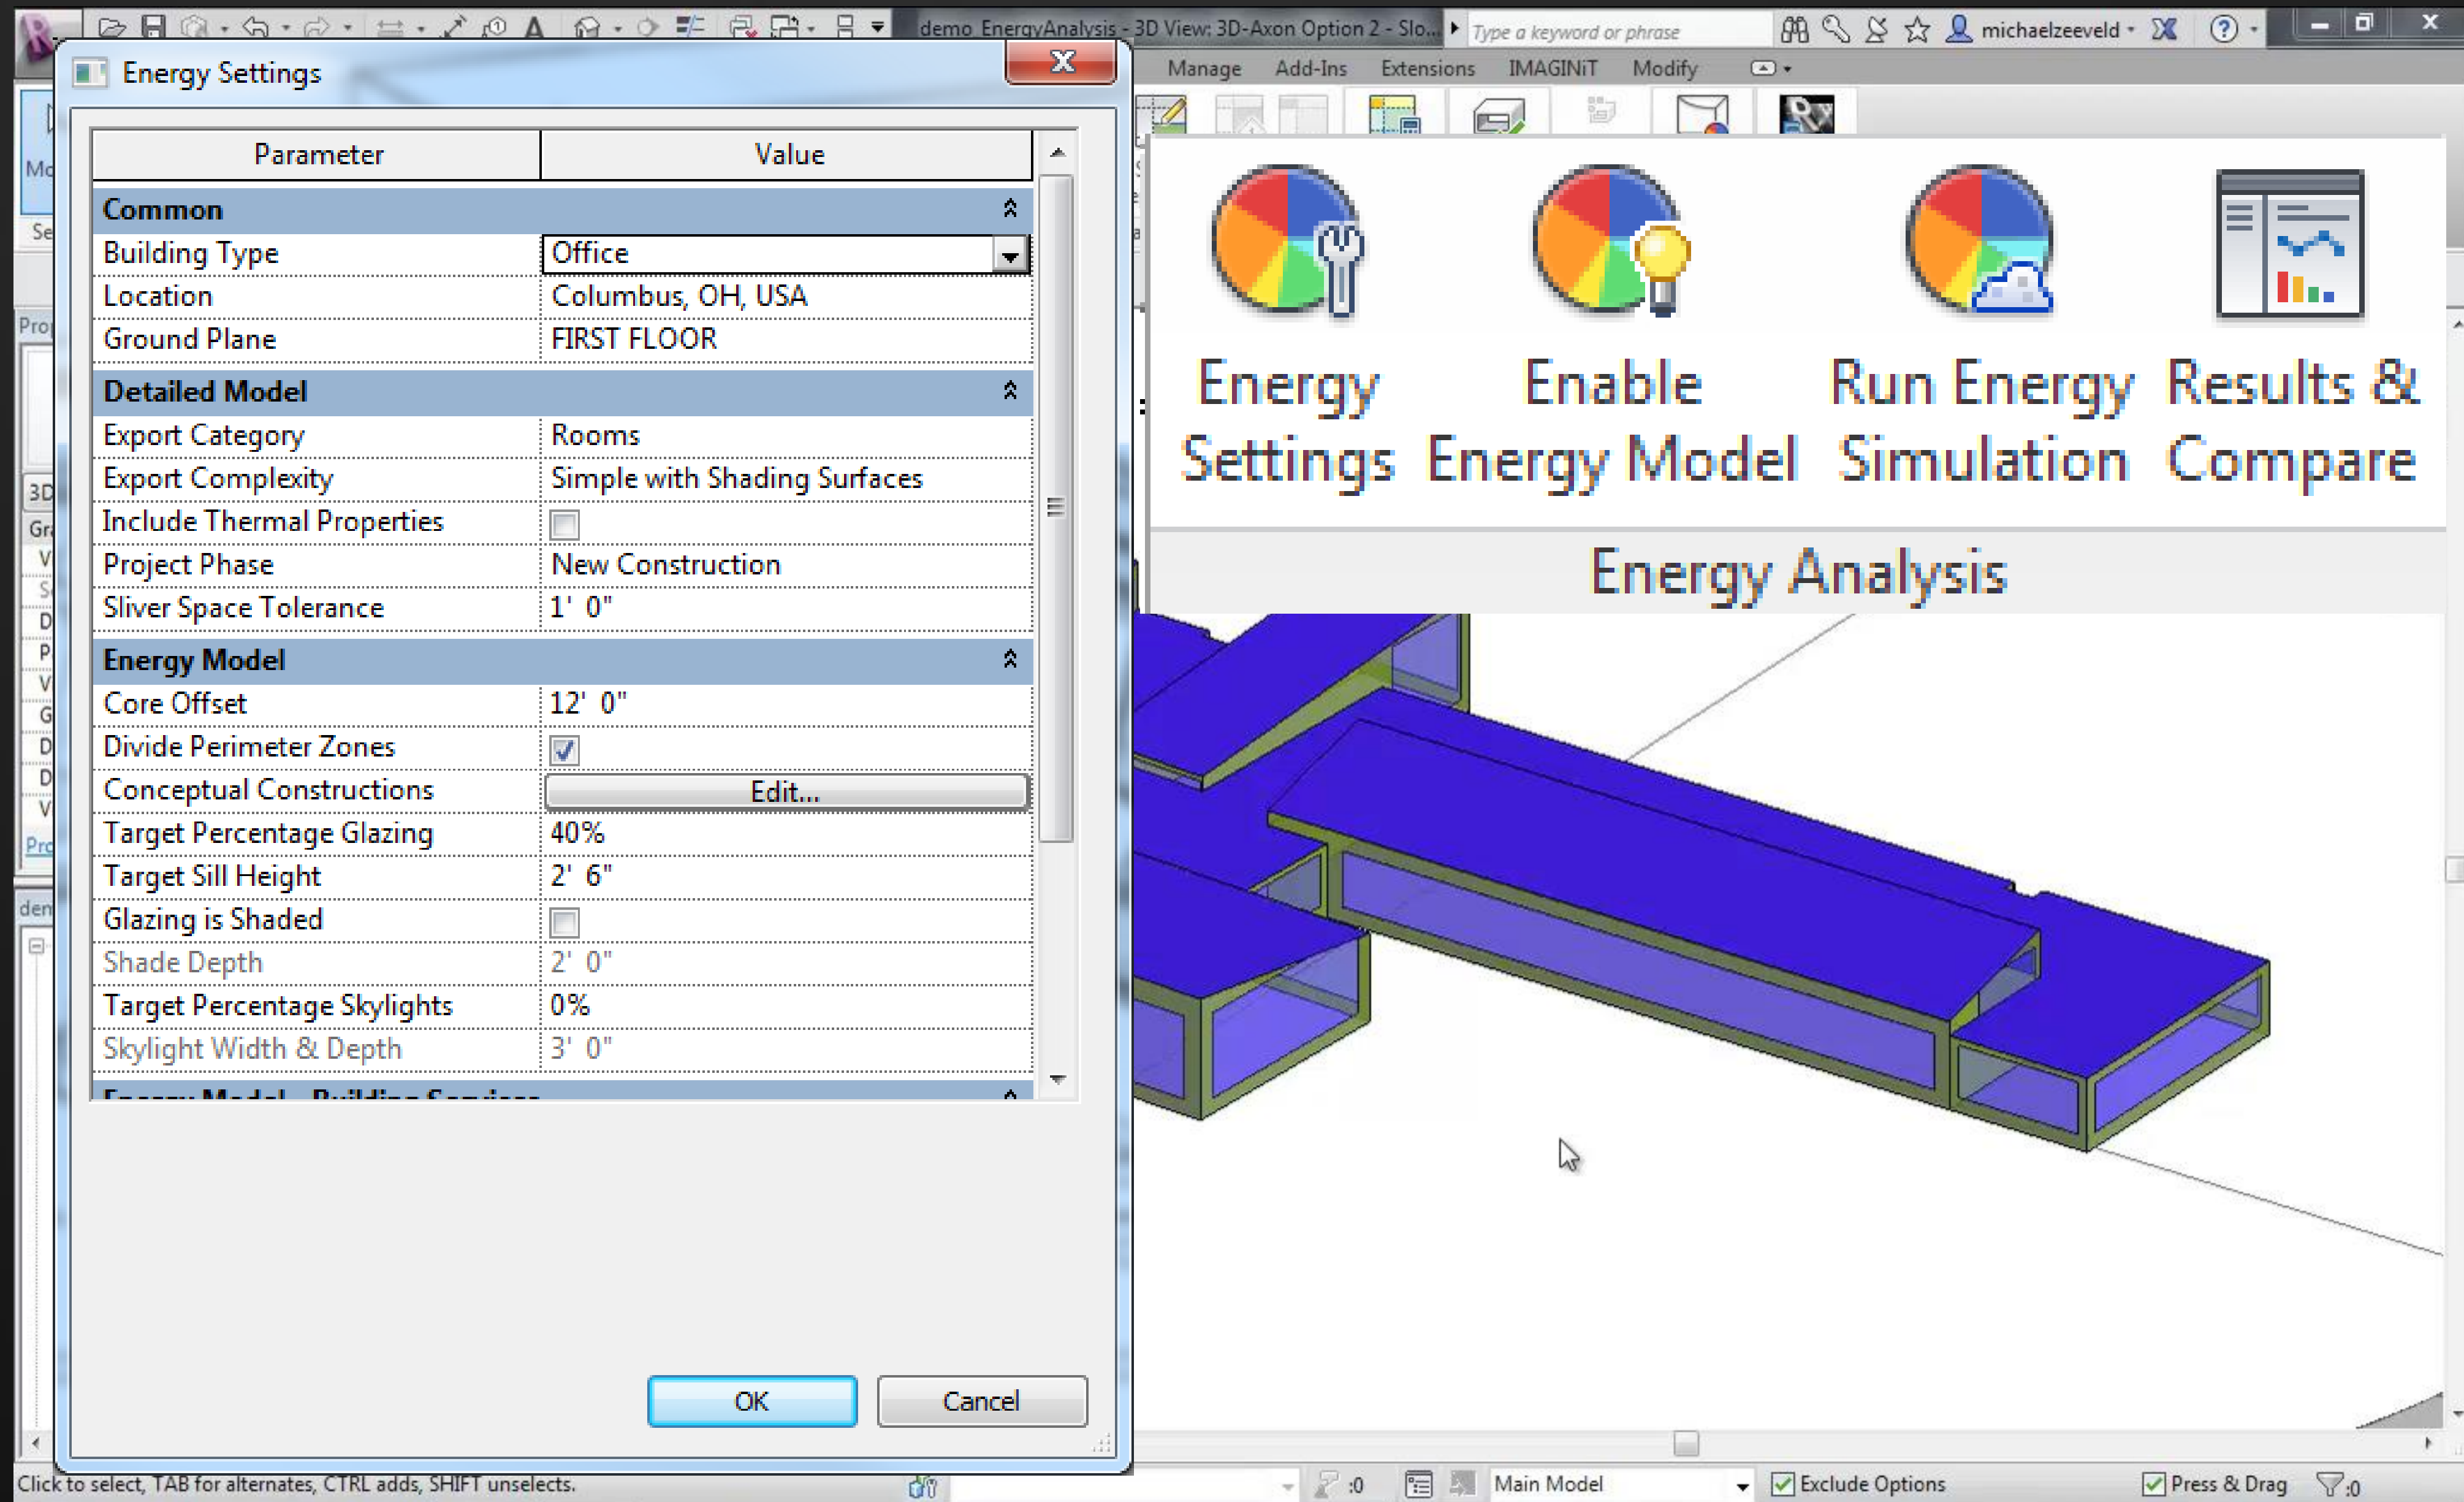 demo_EnergyAnalysis - 3D View: 3D-Axon Option 2 - Slo...
Type a keyword or phrase
michaelzeeveld
Energy Settings
Manage Add-Ins Extensions IMAGINiT Modify
Parameter Value
Common
Building Type Office
Location Columbus, OH, USA
Ground Plane FIRST FLOOR
Detailed Model
Export Category Rooms
Export Complexity Simple with Shading Surfaces
Include Thermal Properties
Project Phase New Construction
Sliver Space Tolerance 1' 0"
Energy Model
Core Offset 12' 0"
Divide Perimeter Zones
Conceptual Constructions Edit...
Target Percentage Glazing 40%
Target Sill Height 2' 6"
Glazing is Shaded
Shade Depth 2' 0"
Target Percentage Skylights 0%
Skylight Width & Depth 3' 0"
Energy Model - Building Services
OK Cancel
Energy Settings
Enable Energy Model
Run Energy Simulation
Results & Compare
Energy Analysis
Click to select, TAB for alternates, CTRL adds, SHIFT unselects.
:0
Main Model
Exclude Options
Press & Drag
:0